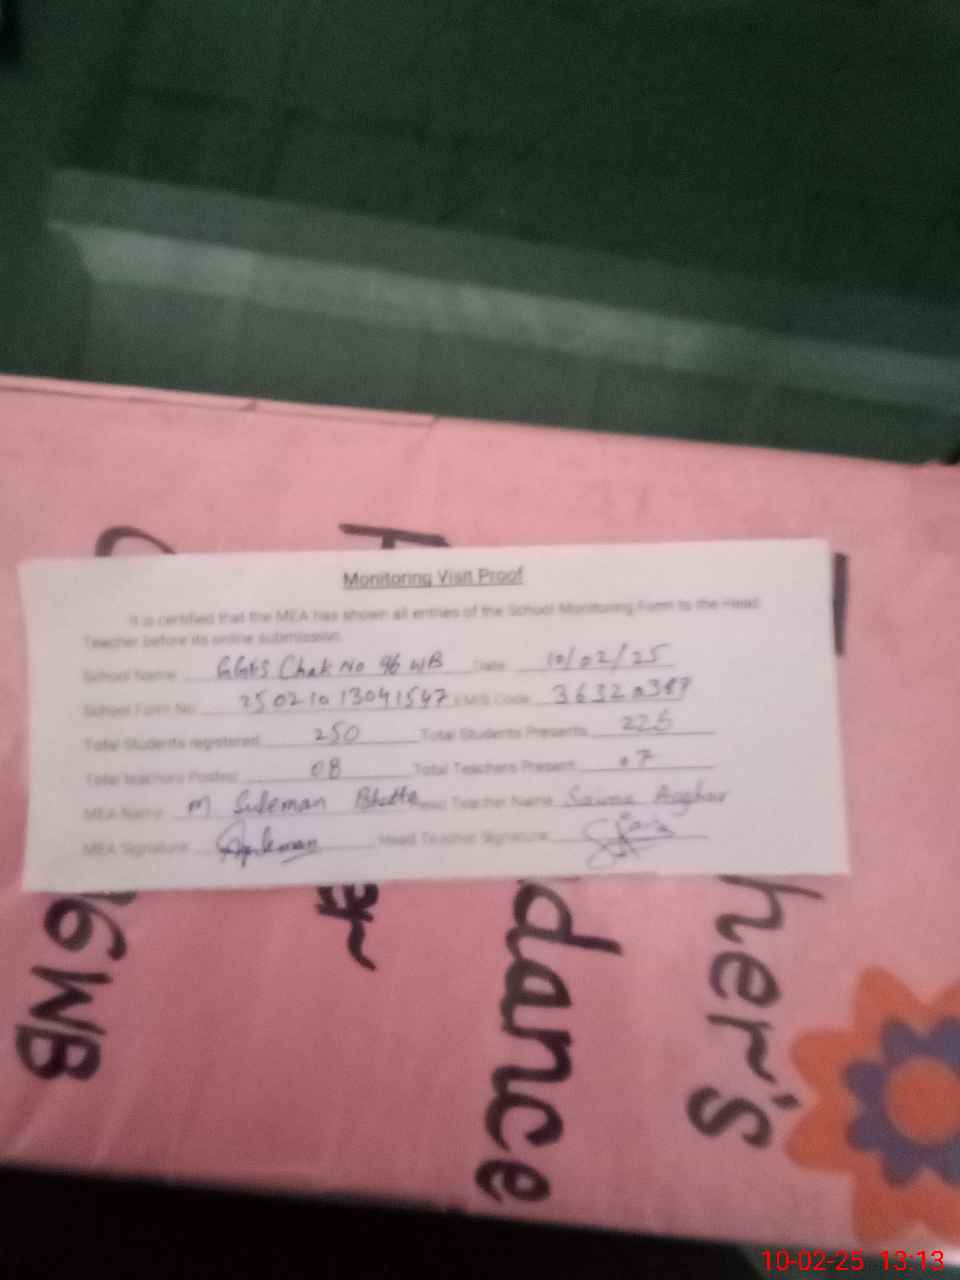 Monitoring Visit Proof
It is certified that the MEA has shown all entries of the School Monitoring Form to the Head
Teacher before its online submission.
School Name GGES Chak No 96 WB Date 10/02/25
School Form No. 25021013041547 EMIS Code 36320387
Total Students registered 250 Total Students Presents 226
Total teachers Posted 08 Total Teachers Present 07
MEA Name M Suleman Bhatta Head Teacher Name Saima Asghar
MEA Signature Head Teacher Signature
her's
dance
96WB
10-02-25 13:13